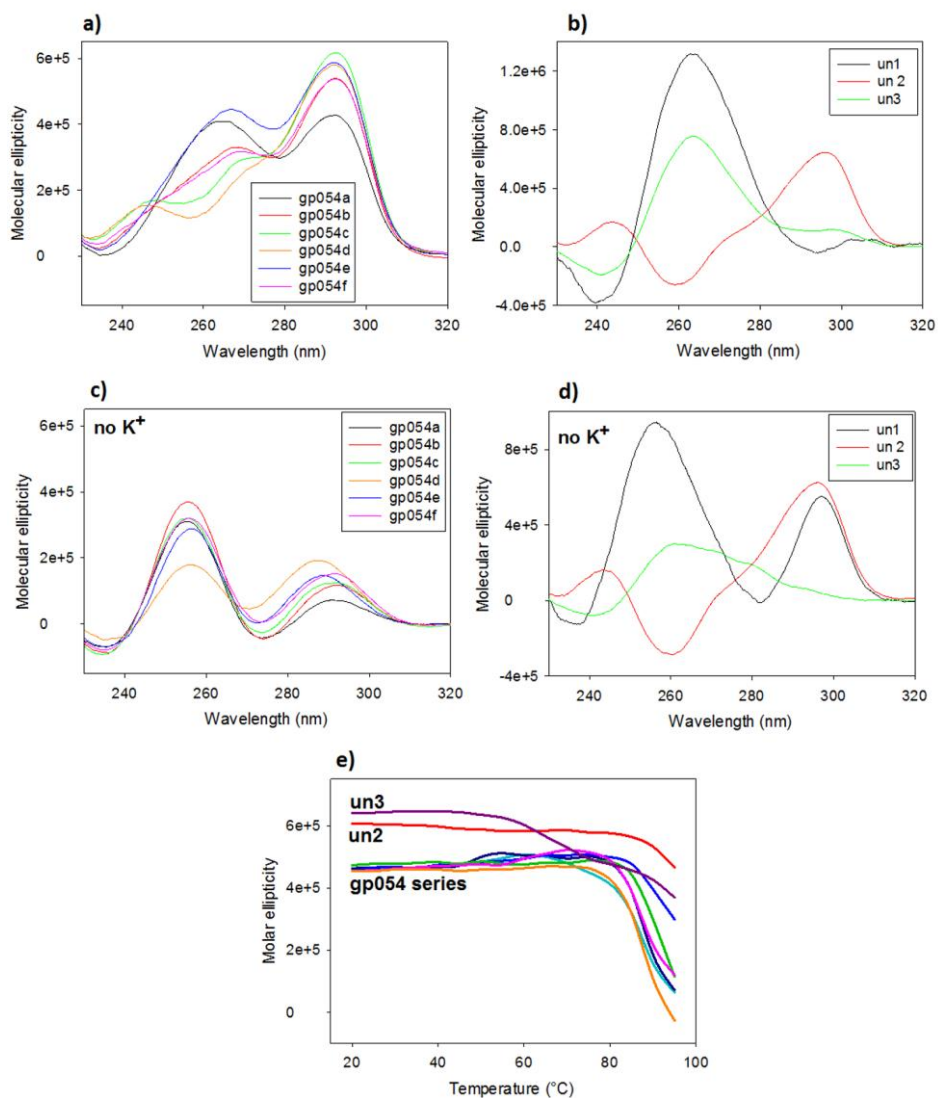 a)
6e+5
4e+5
2e+5
0
Molecular ellipticity
gp054a
gp054b
gp054c
gp054d
gp054e
gp054f
240 260 280 300 320
Wavelength (nm)
b)
1.2e+6
8.0e+5
4.0e+5
0.0
-4.0e+5
Molecular ellipticity
un1
un 2
un3
240 260 280 300 320
Wavelength (nm)
c)
no K+
6e+5
4e+5
2e+5
0
Molecular ellipticity
gp054a
gp054b
gp054c
gp054d
gp054e
gp054f
240 260 280 300 320
Wavelength (nm)
d)
no K+
8e+5
4e+5
0
-4e+5
Molecular ellipticity
un1
un 2
un3
240 260 280 300 320
Wavelength (nm)
e)
6e+5
4e+5
2e+5
0
Molar ellipticity
un3
un2
gp054 series
20 40 60 80 100
Temperature (°C)